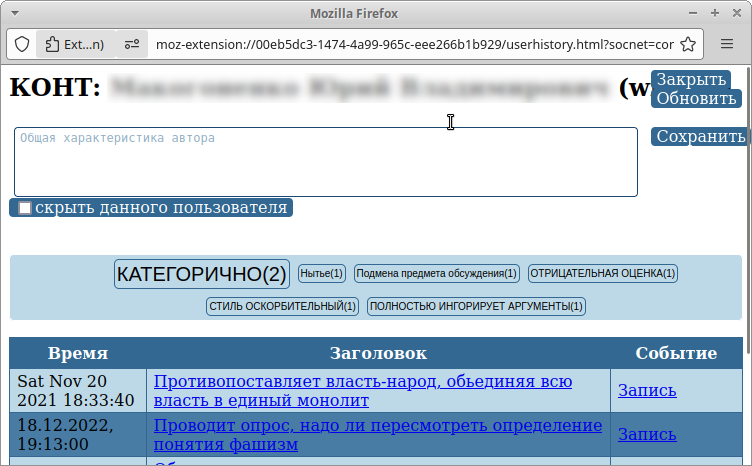 Mozilla Firefox
Ext...n)
moz-extension://00eb5dc3-1474-4a99-965c-eee266b1b929/userhistory.html?socnet=cor
КОНТ: (w
Закрыть
Обновить
Общая характеристика автора
Сохранить
скрыть данного пользователя
КАТЕГОРИЧНО(2) Нытье(1) Подмена предмета обсуждения(1) ОТРИЦАТЕЛЬНАЯ ОЦЕНКА(1)
СТИЛЬ ОСКОРБИТЕЛЬНЫЙ(1) ПОЛНОСТЬЮ ИНГОРИРУЕТ АРГУМЕНТЫ(1)
Время Заголовок Событие
Sat Nov 20 2021 18:33:40
Противопоставляет власть-народ, обьединяя всю
власть в единый монолит
Запись
18.12.2022,
19:13:00
Проводит опрос, надо ли пересмотреть определение
понятия фашизм
Запись